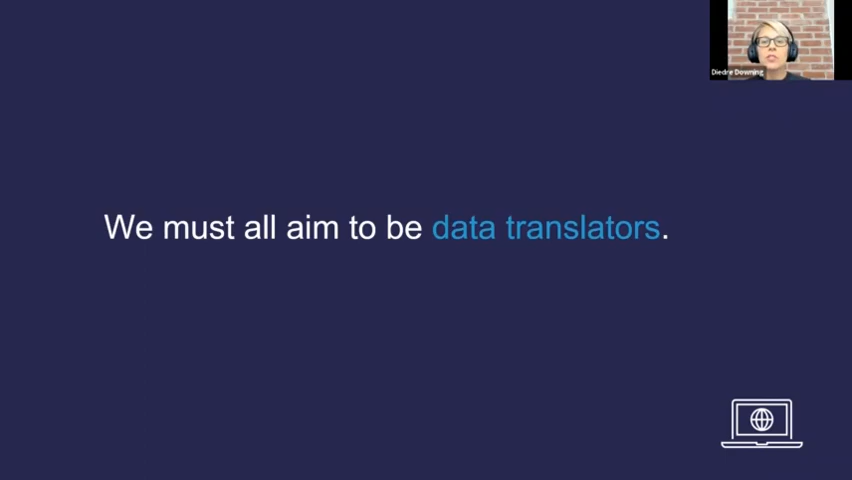 Diedre Downing
We must all aim to be data translators.